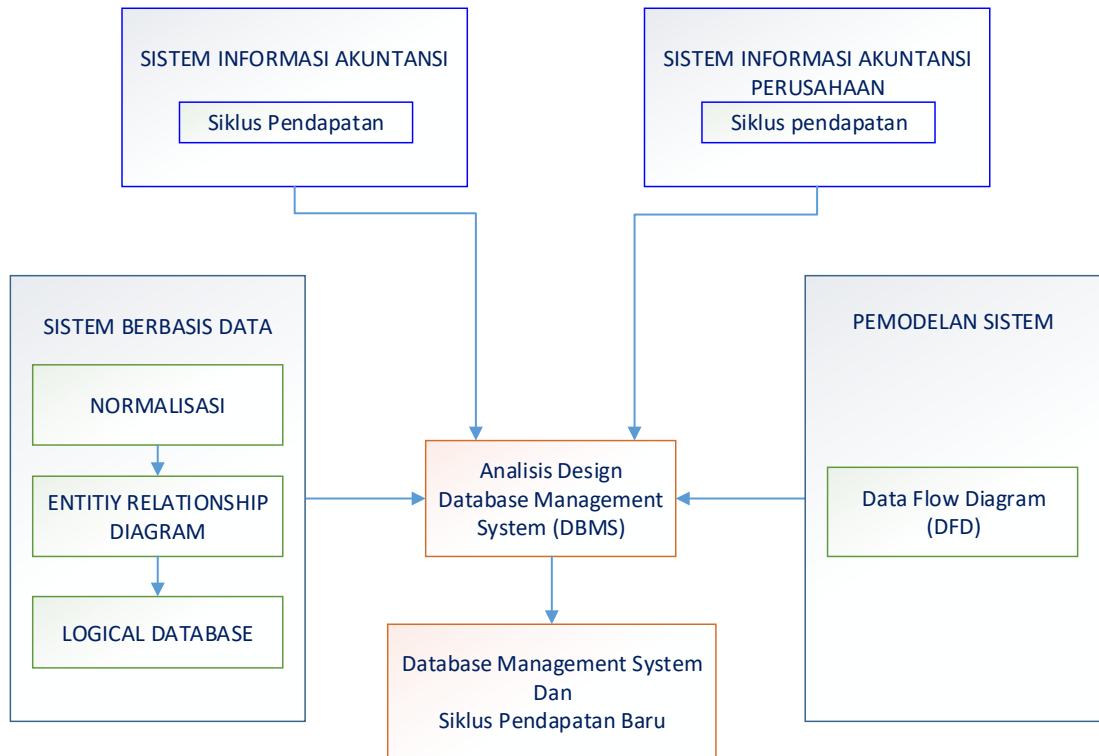 SISTEM INFORMASI AKUNTANSI
Siklus Pendapatan
SISTEM INFORMASI AKUNTANSI
PERUSAHAAN
Siklus pendapatan
SISTEM BERBASIS DATA
NORMALISASI
ENTITIY RELATIONSHIP
DIAGRAM
LOGICAL DATABASE
Analisis Design
Database Management
System (DBMS)
PEMODELAN SISTEM
Data Flow Diagram
(DFD)
Database Management System
Dan
Siklus Pendapatan Baru